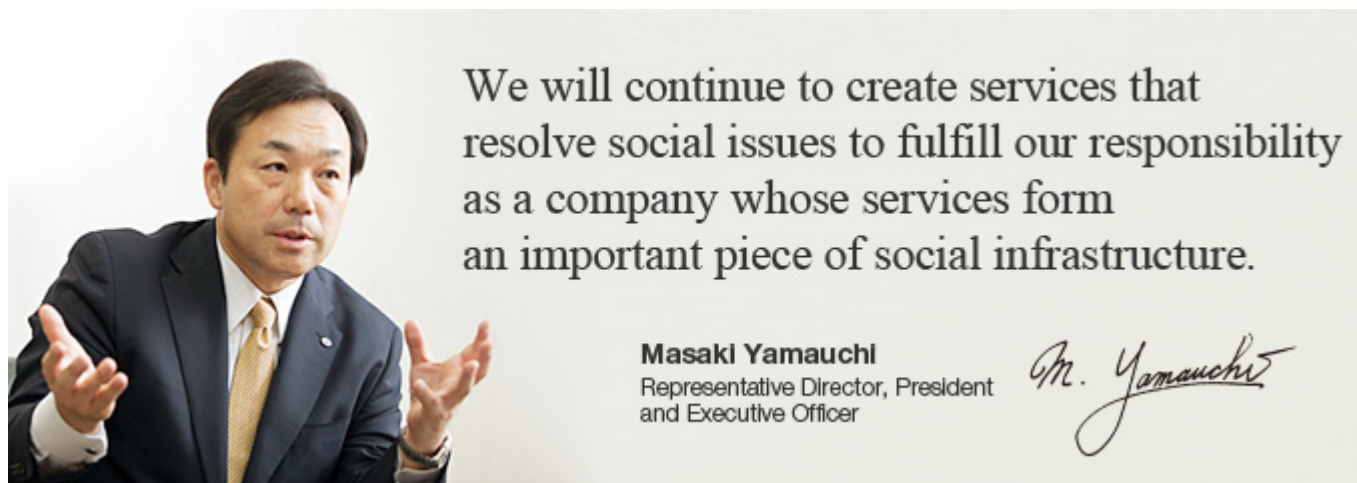 We will continue to create services that
resolve social issues to fulfill our responsibility
as a company whose services form
an important piece of social infrastructure.
Masaki Yamauchi
Representative Director, President
and Executive Officer
M. Yamauchi